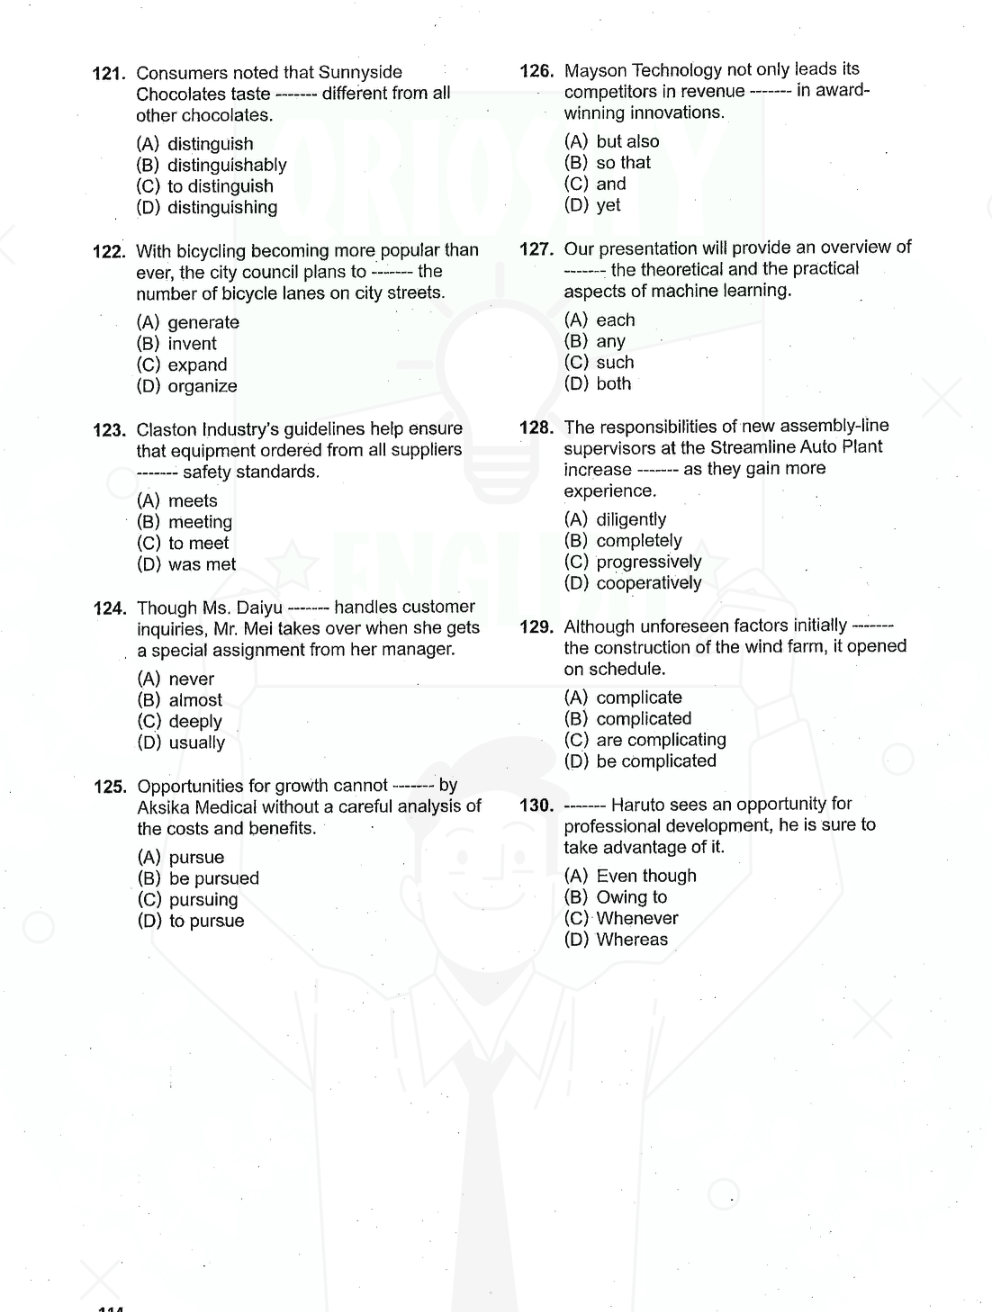 121. Consumers noted that Sunnyside
Chocolates taste ------- different from all
other chocolates.
(A) distinguish
(B) distinguishably
(C) to distinguish
(D) distinguishing
122. With bicycling becoming more popular than
ever, the city council plans to ------- the
number of bicycle lanes on city streets.
(A) generate
(B) invent
(C) expand
(D) organize
123. Claston Industry's guidelines help ensure
that equipment ordered from all suppliers
------- safety standards.
(A) meets
(B) meeting
(C) to meet
(D) was met
124. Though Ms. Daiyu ------- handles customer
inquiries, Mr. Mei takes over when she gets
a special assignment from her manager.
(A) never
(B) almost
(C) deeply
(D) usually
125. Opportunities for growth cannot ------- by
Aksika Medical without a careful analysis of
the costs and benefits.
(A) pursue
(B) be pursued
(C) pursuing
(D) to pursue
126. Mayson Technology not only leads its
competitors in revenue ------- in award-
winning innovations.
(A) but also
(B) so that
(C) and
(D) yet
127. Our presentation will provide an overview of
------- the theoretical and the practical
aspects of machine learning.
(A) each
(B) any
(C) such
(D) both
128. The responsibilities of new assembly-line
supervisors at the Streamline Auto Plant
increase ------- as they gain more
experience.
(A) diligently
(B) completely
(C) progressively
(D) cooperatively
129. Although unforeseen factors initially -------
the construction of the wind farm, it opened
on schedule.
(A) complicate
(B) complicated
(C) are complicating
(D) be complicated
130. ------- Haruto sees an opportunity for
professional development, he is sure to
take advantage of it.
(A) Even though
(B) Owing to
(C) Whenever
(D) Whereas